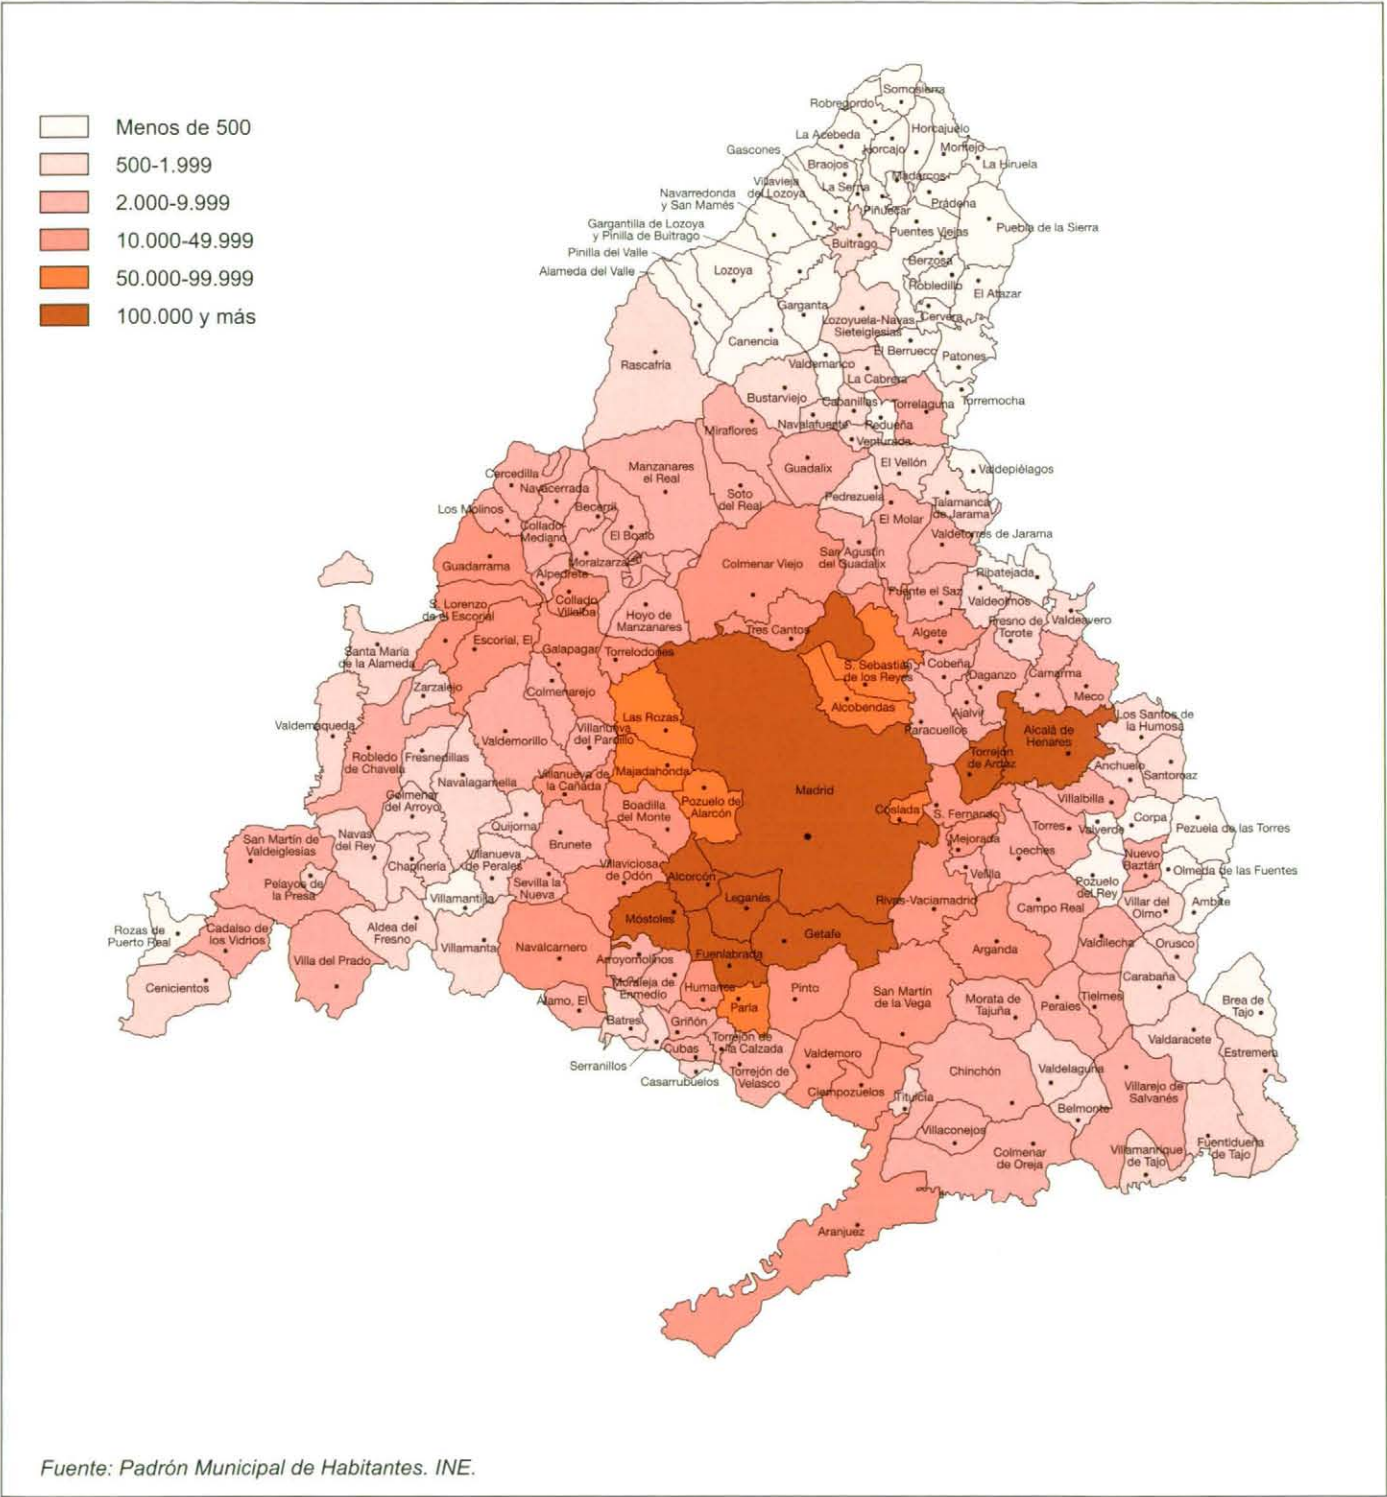 Menos de 500
500-1.999
2.000-9.999
10.000-49.999
50.000-99.999
100.000 y más
Somosierra
Robregordo
Horcajuelo
La Acebeda
Horcajo
Montejo
Gascones
La Hiruela
Braojos
Madarcos
Villavieja
del Lozoya
La Serna
Navarredonda
y San Mamés
Prádena
Piñuécar
Gargantilla de Lozoya
y Pinilla de Buitrago
Puentes Viejas
Puebla de la Sierra
Buitrago
Pinilla del Valle
Berzosa
Alameda del Valle
Lozoya
Robledillo
El Atazar
Garganta
Lozoyuela-Navas-
Sieteiglesias
Cervera
Canencia
El Berrueco
Patones
Rascafría
Valdemanco
La Cabrera
Bustarviejo
Cabanillas
Torrelaguna
Torremocha
Navalafuente
Redueña
Miraflores
Venturada
Guadalix
El Vellón
Valdepiélagos
Manzanares
el Real
Cercedilla
Navacerrada
Soto
del Real
Pedrezuela
Talamanca
de Jarama
Los Molinos
Becerril
El Molar
Collado-
Mediano
El Boalo
Valdetorres de Jarama
San Agustín
del Guadalix
Guadarrama
Moralzarzal
Colmenar Viejo
Alpedrete
Ribatejada
Fuente el Saz
Valdeolmos
S. Lorenzo
de el Escorial
Collado
Villalba
Hoyo de
Manzanares
Fresno de
Torote
Valdeavero
Tres Cantos
Algete
Escorial, El
Galapagar
Torrelodones
Santa María
de la Alameda
S. Sebastián
de los Reyes
Cobeña
Daganzo
Camarma
Zarzalejo
Colmenarejo
Meco
Alcobendas
Ajalvir
Las Rozas
Paracuellos
Los Santos de
la Humosa
Valdemaqueda
Valdemorillo
Villanueva
del Pardillo
Alcalá de
Henares
Robledo
de Chavela
Fresnedillas
Torrejón
de Ardoz
Anchuelo
Santorcaz
Navalagamella
Villanueva de
la Cañada
Majadahonda
Madrid
Colmenar
del Arroyo
Boadilla
del Monte
Pozuelo de
Alarcón
Coslada
S. Fernando
Villalbilla
Quijorna
Torres
Valverde
Corpa
Pezuela de las Torres
San Martín de
Valdeiglesias
Navas
del Rey
Brunete
Mejorada
Loeches
Chapinería
Villanueva
de Perales
Villaviciosa
de Odón
Velilla
Nuevo
Baztán
Olmeda de las Fuentes
Pelayos de
la Presa
Sevilla la
Nueva
Alcorcón
Pozuelo
del Rey
Villamantilla
Leganés
Rivas-Vaciamadrid
Campo Real
Villar del
Olmo
Ambite
Rozas de
Puerto Real
Cadalso de
los Vidrios
Aldea del
Fresno
Móstoles
Getafe
Villamanta
Navalcarnero
Arganda
Valdilecha
Orusco
Villa del Prado
Fuenlabrada
Arroyomolinos
Carabaña
Cenicientos
Moraleja de
Enmedio
Humanes
Pinto
San Martín
de la Vega
Morata de
Tajuña
Perales
Tielmes
Brea de
Tajo
Álamo, El
Parla
Batres
Griñón
Valdaracete
Cubas
Torrejón de
la Calzada
Valdemoro
Estremera
Serranillos
Chinchón
Valdelaguna
Casarrubuelos
Torrejón de
Velasco
Ciempozuelos
Villarejo de
Salvanés
Titulcia
Belmonte
Villaconejos
Colmenar
de Oreja
Villamanrique
de Tajo
Fuentidueña
de Tajo
Aranjuez
Fuente: Padrón Municipal de Habitantes. INE.